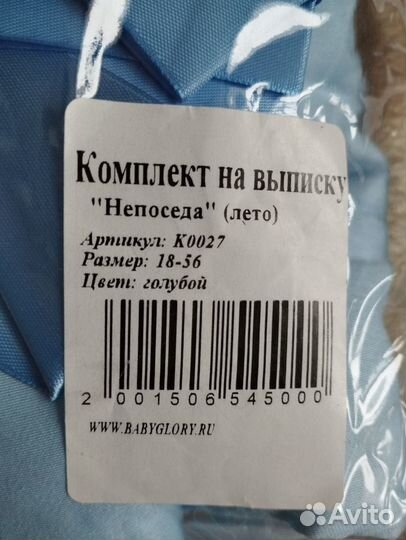 Комплект на выписку
"Непоседа" (лето)
Артикул: К0027
Размер: 18-56
Цвет: голубой
2 001506 545000
WWW.BABYGLORY.RU
Avito